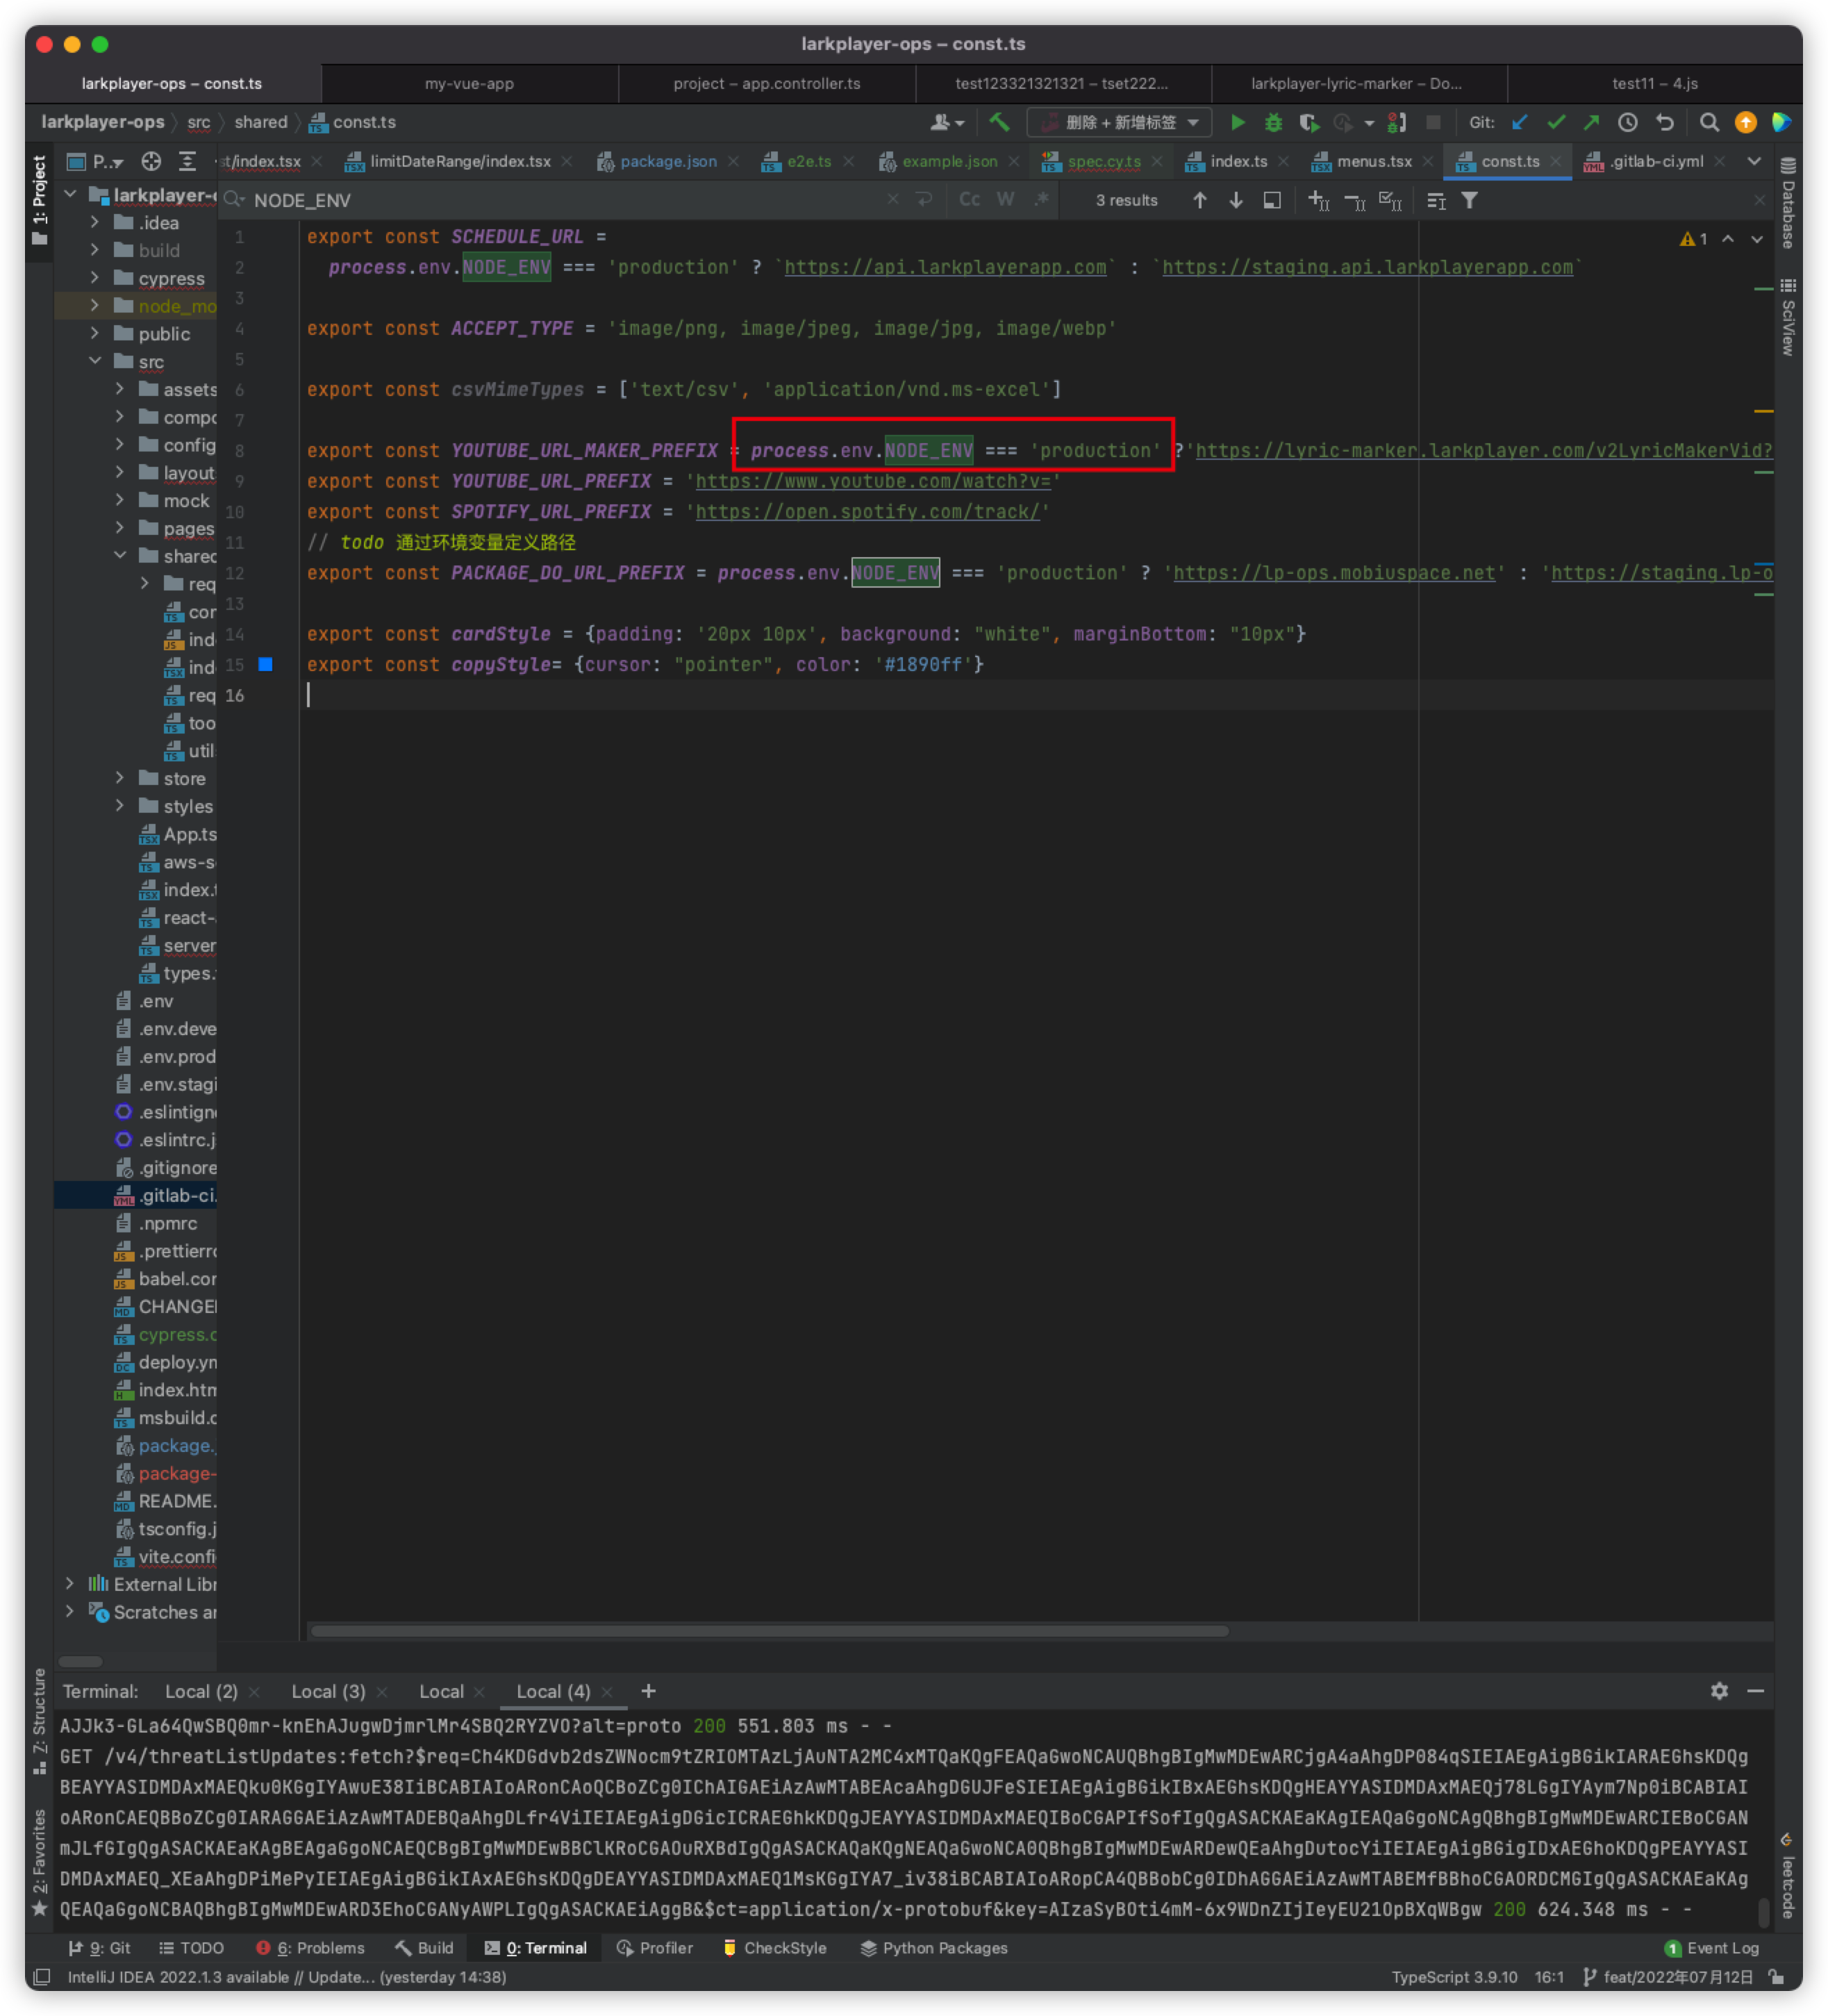 larkplayer-ops – const.ts
larkplayer-ops – const.ts
my-vue-app
project – app.controller.ts
test123321321321 – tset222...
larkplayer-lyric-marker – Do...
test11 – 4.js
larkplayer-ops
src
shared
const.ts
删除 + 新增标签
Git:
1: Project
P..
st/index.tsx
limitDateRange/index.tsx
package.json
e2e.ts
example.json
spec.cy.ts
index.ts
menus.tsx
const.ts
.gitlab-ci.yml
NODE_ENV
Cc
W
.*
3 results
larkplayer-o
.idea
build
cypress
node_mo
public
src
assets
compo
config
layout
mock
pages
shared
req
con
inde
inde
req
too
util
store
styles
App.ts
aws-s
index.t
react-
server
types.
.env
.env.deve
.env.prod
.env.stagi
.eslintign
.eslintrc.j
.gitignore
.gitlab-ci.
.npmrc
.prettierrc
babel.con
CHANGE
cypress.c
deploy.ym
index.htm
msbuild.c
package.
package-
README.
tsconfig.j
vite.confi
External Libr
Scratches ar
1 export const SCHEDULE_URL =
2 process.env.NODE_ENV === 'production' ? `https://api.larkplayerapp.com` : `https://staging.api.larkplayerapp.com`
3
4 export const ACCEPT_TYPE = 'image/png, image/jpeg, image/jpg, image/webp'
5
6 export const csvMimeTypes = ['text/csv', 'application/vnd.ms-excel']
7
8 export const YOUTUBE_URL_MAKER_PREFIX = process.env.NODE_ENV === 'production' ?'https://lyric-marker.larkplayer.com/v2LyricMakerVid?
9 export const YOUTUBE_URL_PREFIX = 'https://www.youtube.com/watch?v='
10 export const SPOTIFY_URL_PREFIX = 'https://open.spotify.com/track/'
11 // todo 通过环境变量定义路径
12 export const PACKAGE_DO_URL_PREFIX = process.env.NODE_ENV === 'production' ? 'https://lp-ops.mobiuspace.net' : 'https://staging.lp-o
13
14 export const cardStyle = {padding: '20px 10px', background: "white", marginBottom: "10px"}
15 export const copyStyle= {cursor: "pointer", color: '#1890ff'}
16
1
Database
SciView
leetcode
Z: Structure
2: Favorites
Terminal:
Local (2)
Local (3)
Local
Local (4)
AJJk3-GLa64QwSBQ0mr-knEhAJugwDjmrlMr4SBQ2RYZVO?alt=proto 200 551.803 ms - -
GET /v4/threatListUpdates:fetch?$req=Ch4KDGdvb2dsZWNocm9tZRIOMTAzLjAuNTA2MC4xMTQaKQgFEAQaGwoNCAUQBhgBIgMwMDEwARCjgA4aAhgDP084qSIEIAEgAigBGikIARAEGhsKDQg
BEAYYASIDMDAxMAEQku0KGgIYAwuE38IiBCABIAIoARonCAoQCBoZCg0IChAIGAEiAzAwMTABEAcaAhgDGUJFeSIEIAEgAigBGikIBxAEGhsKDQgHEAYYASIDMDAxMAEQj78LGgIYAym7Np0iBCABIAI
oARonCAEQBBoZCg0IARAGGAEiAzAwMTADEBQaAhgDLfr4ViIEIAEgAigDGicICRAEGhkKDQgJEAYYASIDMDAxMAEQIBoCGAPIfSofIgQgASACKAEaKAgIEAQaGgoNCAgQBhgBIgMwMDEwARCIEBoCGAN
mJLfGIgQgASACKAEaKAgBEAgaGgoNCAEQCBgBIgMwMDEwBBClKRoCGAOuRXBdIgQgASACKAQaKQgNEAQaGwoNCA0QBhgBIgMwMDEwARDewQEaAhgDutocYiIEIAEgAigBGigIDxAEGhoKDQgPEAYYASI
DMDAxMAEQ_XEaAhgDPiMePyIEIAEgAigBGikIAxAEGhsKDQgDEAYYASIDMDAxMAEQ1MsKGgIYA7_iv38iBCABIAIoARopCA4QBBobCg0IDhAGGAEiAzAwMTABEMfBBhoCGAORDCMGIgQgASACKAEaKAg
QEAQaGgoNCBAQBhgBIgMwMDEwARD3EhoCGANyAWPLIgQgASACKAEiAggB&$ct=application/x-protobuf&key=AIzaSyBOti4mM-6x9WDnZIjIeyEU21OpBXqWBgw 200 624.348 ms - -
9: Git
TODO
6: Problems
Build
0: Terminal
Profiler
CheckStyle
Python Packages
1 Event Log
IntelliJ IDEA 2022.1.3 available // Update... (yesterday 14:38)
TypeScript 3.9.10
16:1
feat/2022年07月12日